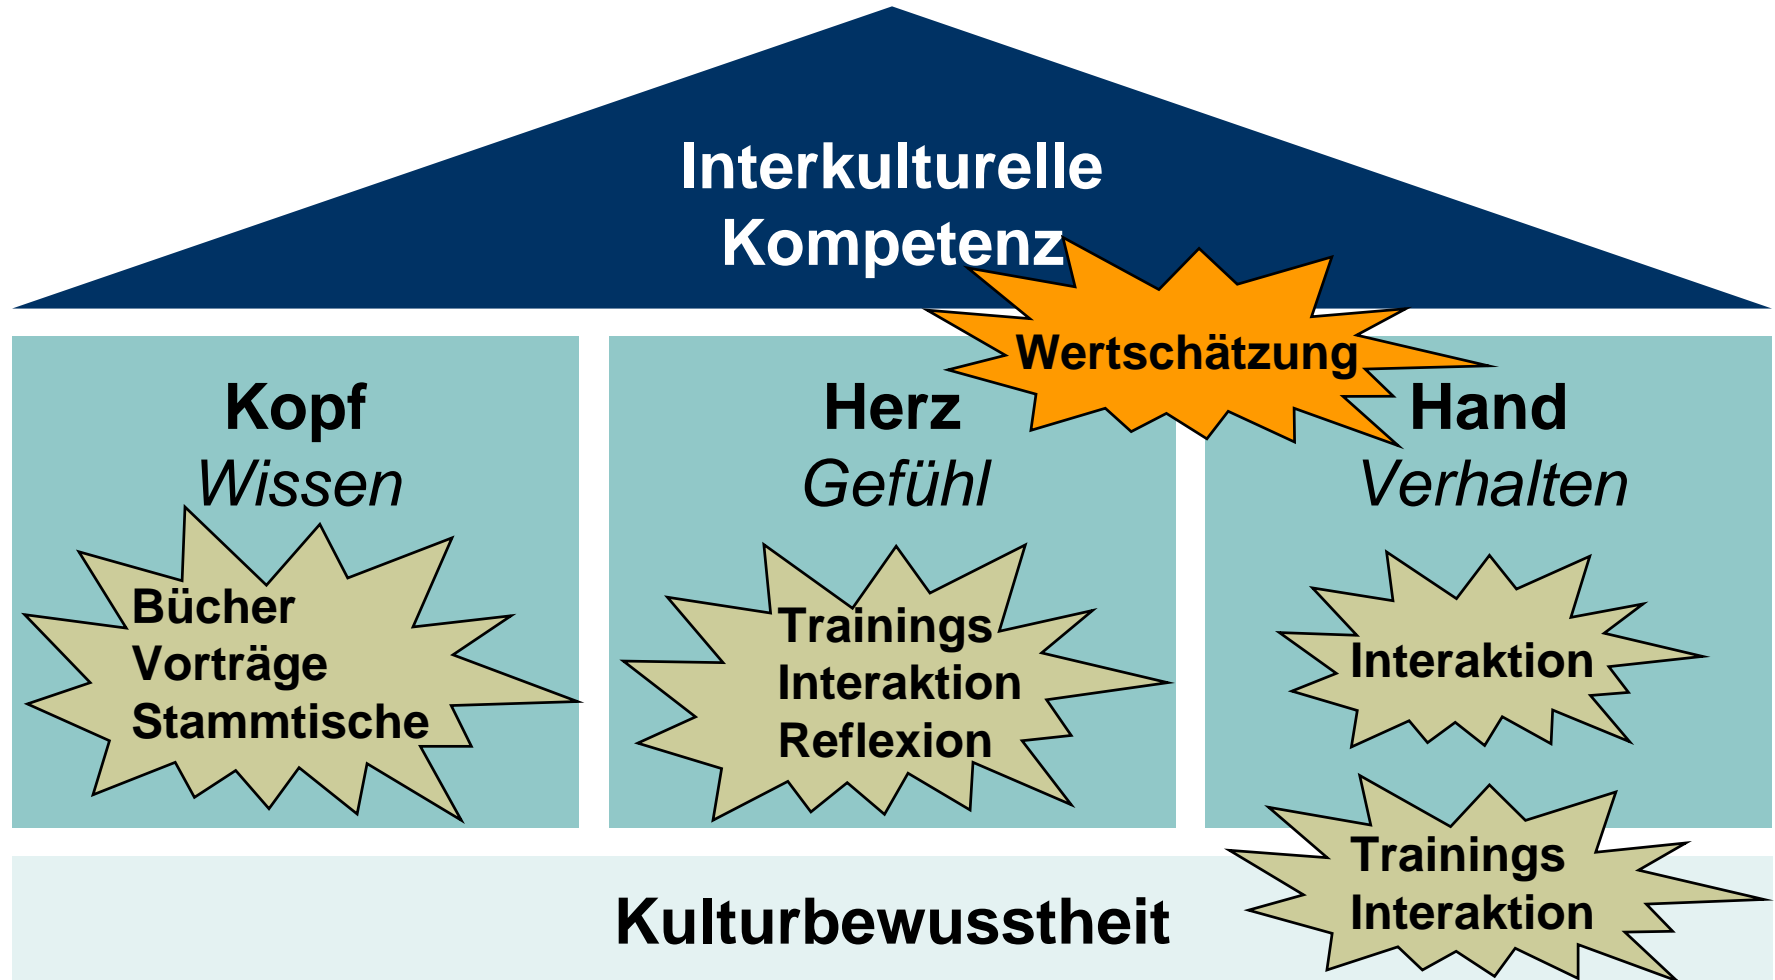 Interkulturelle
Kompetenz
Wertschätzung
Kopf
Wissen
Bücher
Vorträge
Stammtische
Herz
Gefühl
Trainings
Interaktion
Reflexion
Hand
Verhalten
Interaktion
Trainings
Interaktion
Kulturbewusstheit